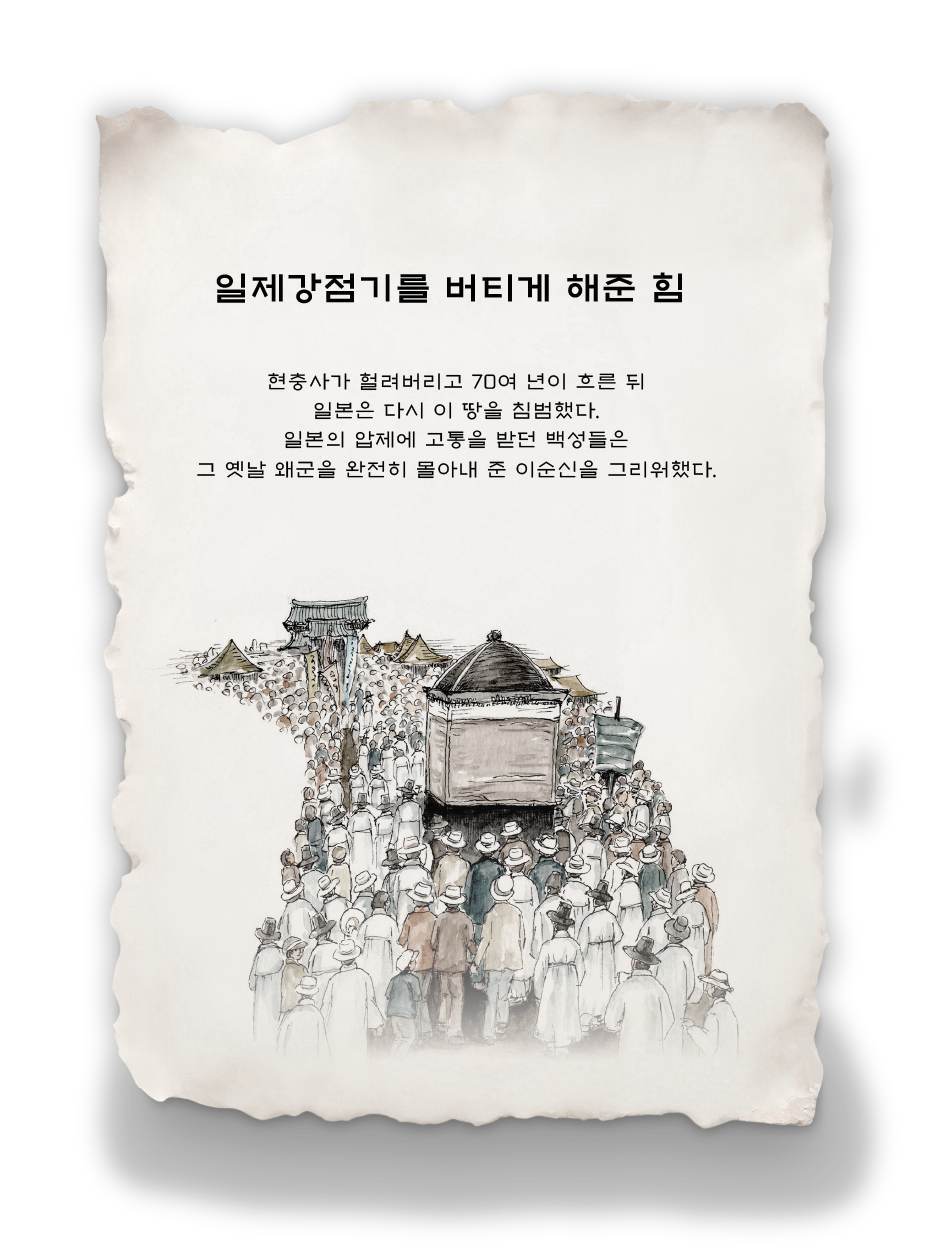 일제강점기를 버티게 해준 힘
현충사가 헐려버리고 70여 년이 흐른 뒤
일본은 다시 이 땅을 침범했다.
일본의 압제에 고통을 받던 백성들은
그 옛날 왜군을 완전히 몰아내 준 이순신을 그리워했다.